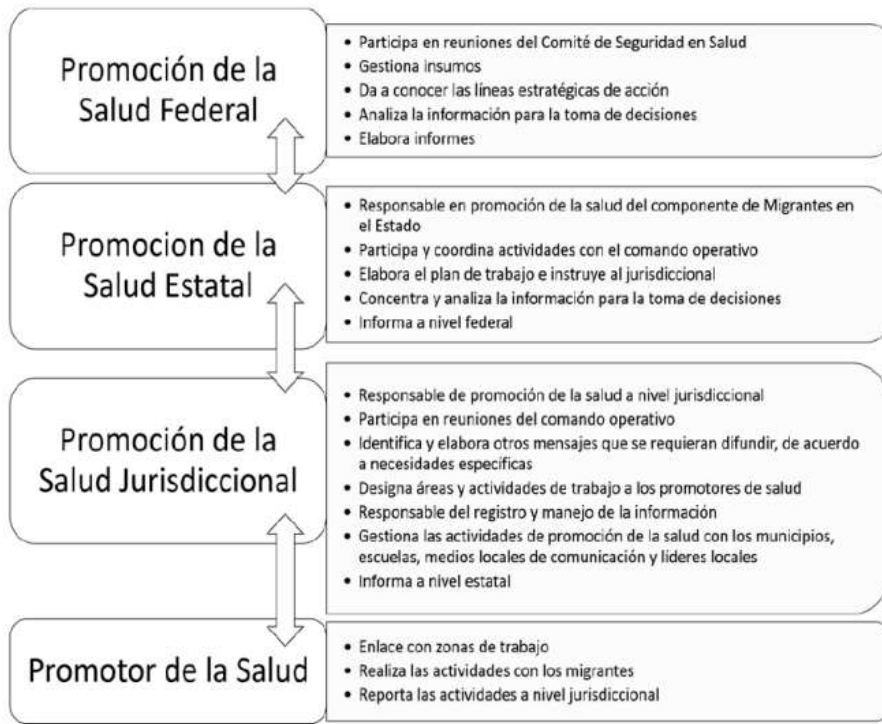 Promoción de la
Salud Federal
• Participa en reuniones del Comité de Seguridad en Salud
• Gestiona insumos
• Da a conocer las líneas estratégicas de acción
• Analiza la información para la toma de decisiones
• Elabora informes
Promocion de la
Salud Estatal
• Responsable en promoción de la salud del componente de Migrantes en
el Estado
• Participa y coordina actividades con el comando operativo
• Elabora el plan de trabajo e instruye al jurisdiccional
• Concentra y analiza la información para la toma de decisiones
• Informa a nivel federal
Promoción de la
Salud Jurisdiccional
• Responsable de promoción de la salud a nivel jurisdiccional
• Participa en reuniones del comando operativo
• Identifica y elabora otros mensajes que se requieran difundir, de acuerdo
a necesidades específicas
• Designa áreas y actividades de trabajo a los promotores de salud
• Responsable del registro y manejo de la información
• Gestiona las actividades de promoción de la salud con los municipios,
escuelas, medios locales de comunicación y líderes locales
• Informa a nivel estatal
Promotor de la Salud
• Enlace con zonas de trabajo
• Realiza las actividades con los migrantes
• Reporta las actividades a nivel jurisdiccional